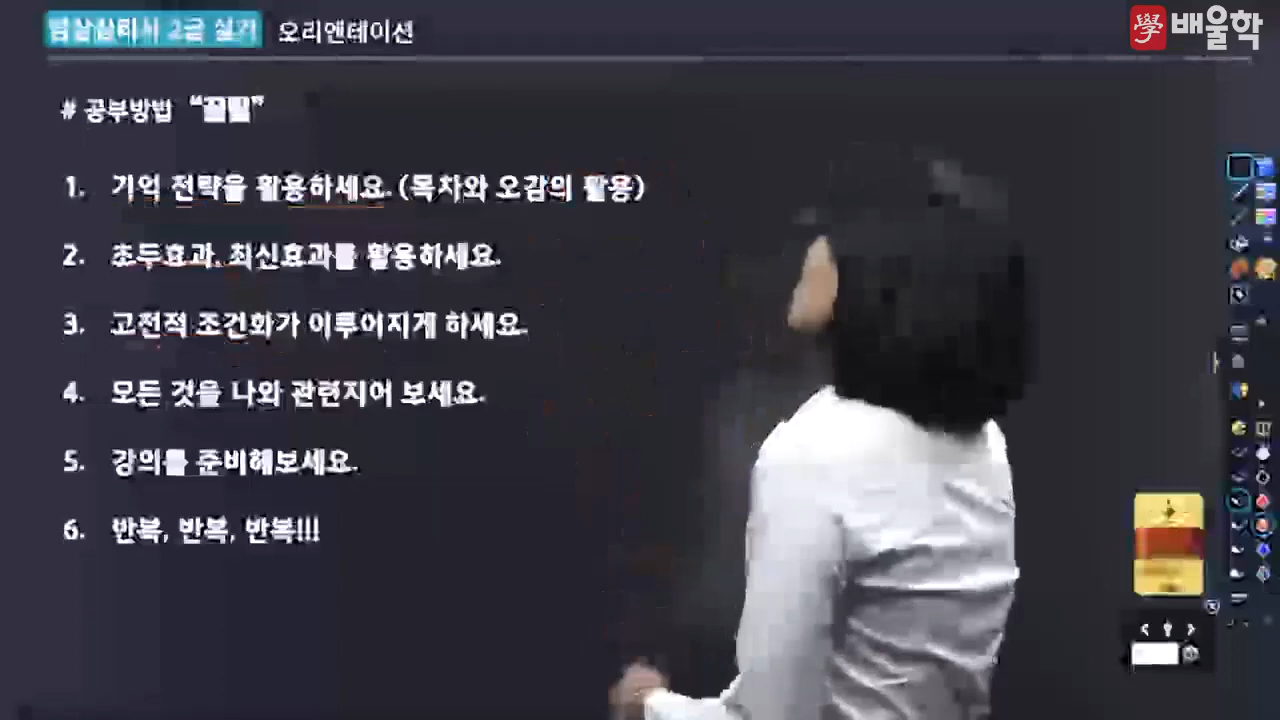 임상심리사 2급 실기 오리엔테이션
學 배울학
# 공부방법 “꿀팁”
1. 기억 전략을 활용하세요. (목차와 오감의 활용)
2. 초두효과, 최신효과를 활용하세요.
3. 고전적 조건화가 이루어지게 하세요.
4. 모든 것을 나와 관련지어 보세요.
5. 강의를 준비해보세요.
6. 반복, 반복, 반복!!!